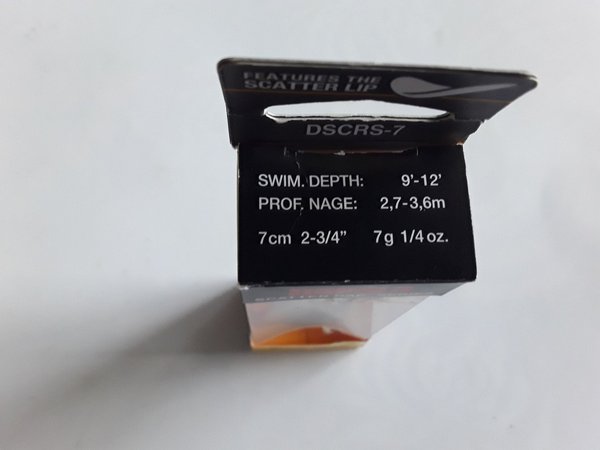 FEATURES THE
SCATTER LIP
DSCRS-7
SWIM. DEPTH: 9'-12'
PROF. NAGE: 2,7-3,6m
7cm 2-3/4" 7g 1/4 oz.